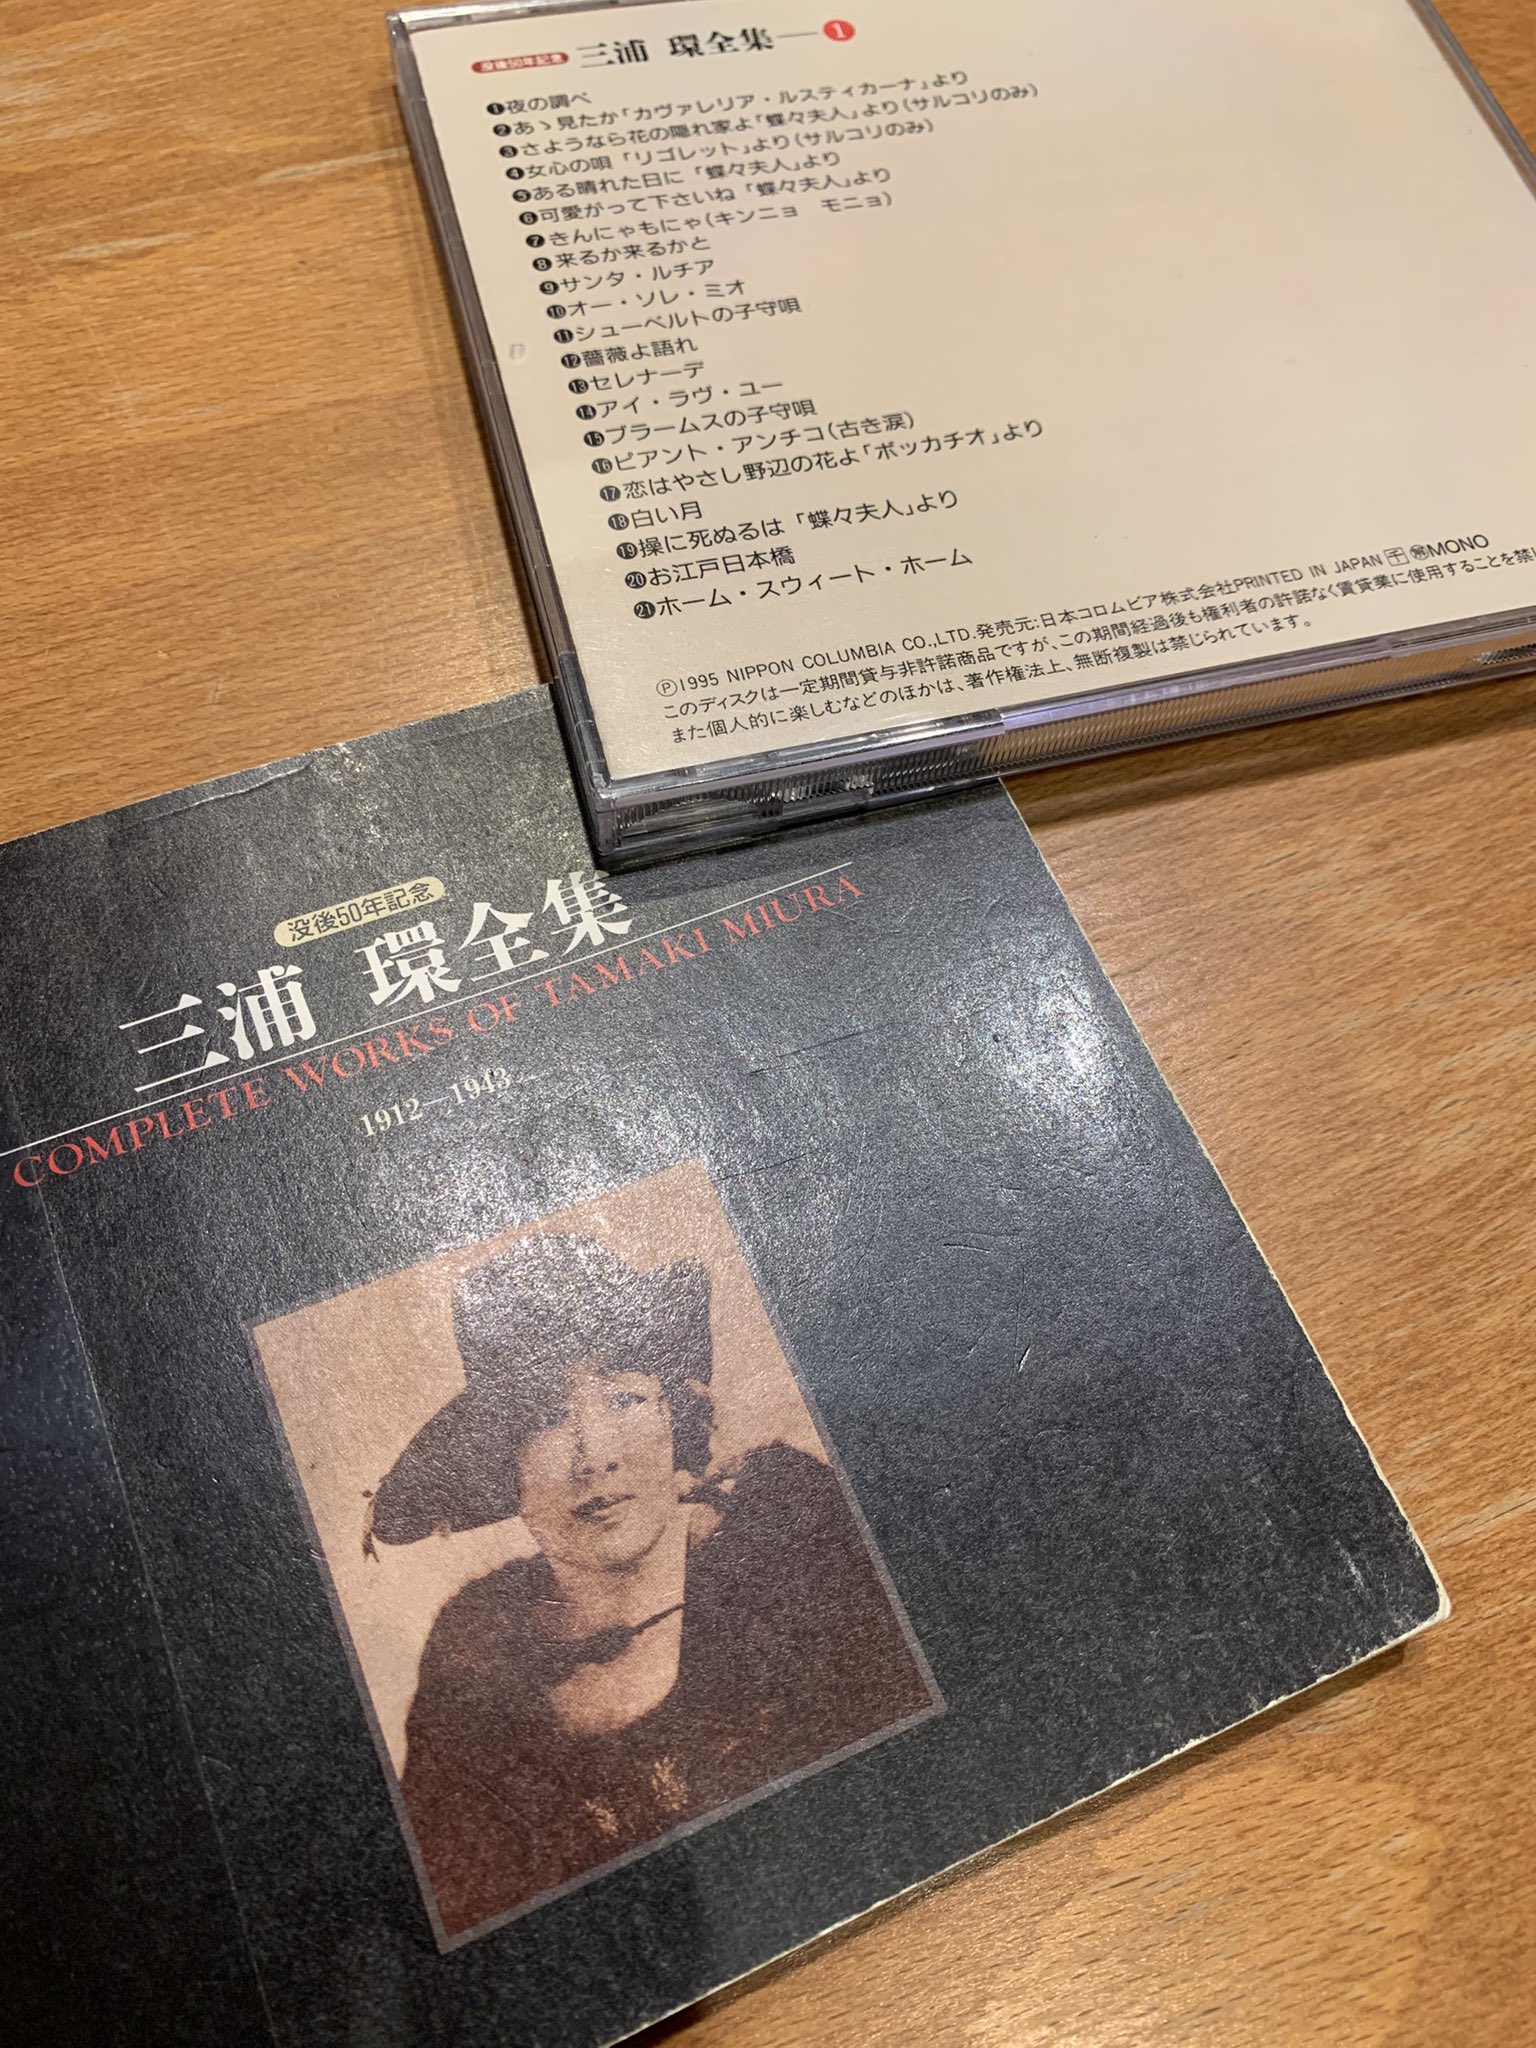 没後50年記念 三浦 環全集—1
❶夜の調べ
❷あゝ見たか「カヴァレリア・ルスティカーナ」より
❸さようなら花の隠れ家よ「蝶々夫人」より(サルコリのみ)
❹女心の唄「リゴレット」より(サルコリのみ)
❺ある晴れた日に「蝶々夫人」より
❻可愛がって下さいね「蝶々夫人」より
❼きんにゃもにゃ(キンニョ モニョ)
❽来るか来るかと
❾サンタ・ルチア
❿オー・ソレ・ミオ
⓫シューベルトの子守唄
⓬薔薇よ語れ
⓭セレナーデ
⓮アイ・ラヴ・ユー
⓯ブラームスの子守唄
⓰ピアント・アンチコ(古き涙)
⓱恋はやさし野辺の花よ「ボッカチオ」より
⓲白い月
⓳操に死ぬるは「蝶々夫人」より
⓴お江戸日本橋
㉑ホーム・スウィート・ホーム
Ⓟ1995 NIPPON COLUMBIA CO.,LTD.発売元:日本コロムビア株式会社PRINTED IN JAPAN MONO
このディスクは一定期間貸与非許諾商品ですが、この期間経過後も権利者の許諾なく賃貸業に使用することを禁じ
また個人的に楽しむなどのほかは、著作権法上、無断複製は禁じられています。
没後50年記念
三浦 環全集
COMPLETE WORKS OF TAMAKI MIURA
1912—1943